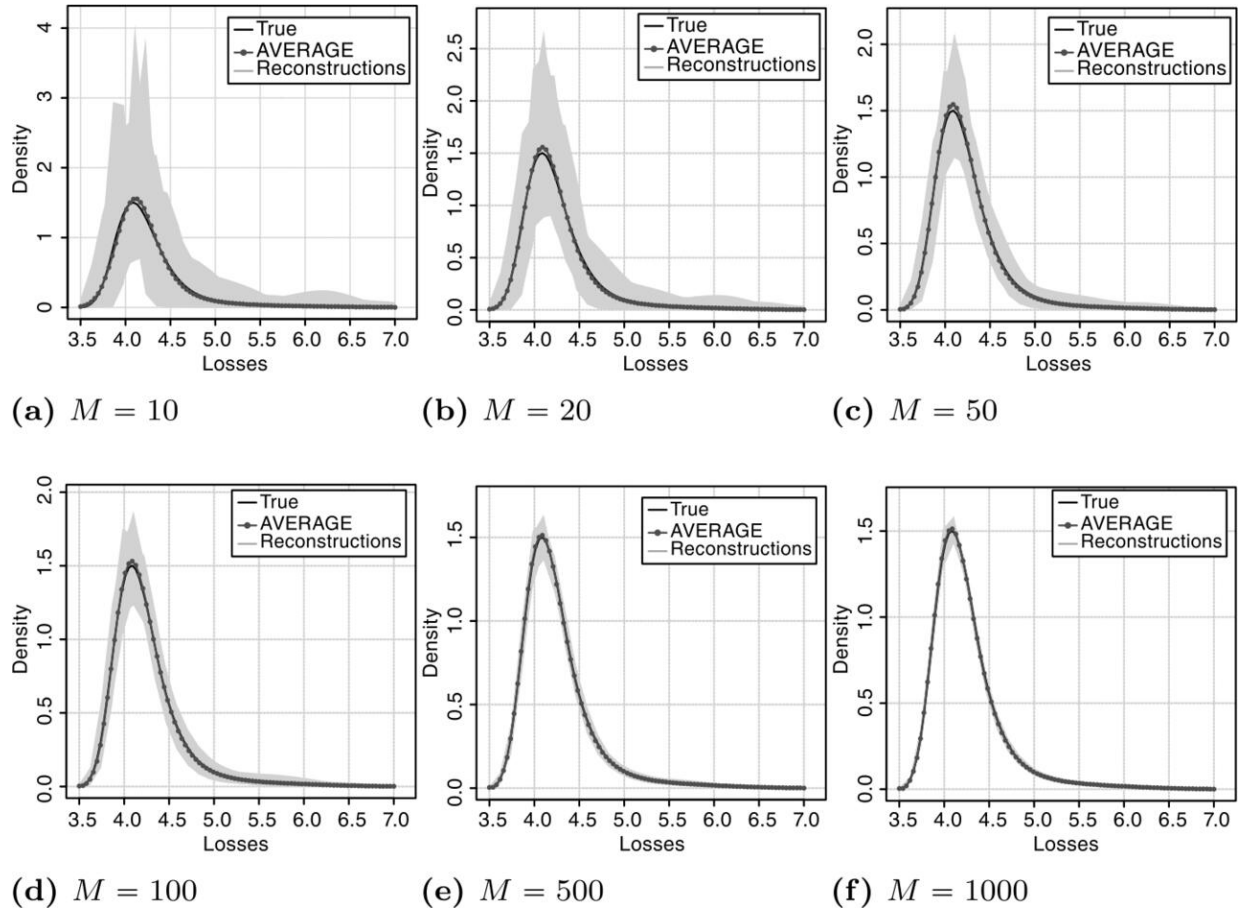 True
AVERAGE
Reconstructions
Density
4
3
2
1
0
3.5 4.0 4.5 5.0 5.5 6.0 6.5 7.0
Losses
(a) M = 10
True
AVERAGE
Reconstructions
Density
2.5
2.0
1.5
1.0
0.5
0.0
3.5 4.0 4.5 5.0 5.5 6.0 6.5 7.0
Losses
(b) M = 20
True
AVERAGE
Reconstructions
Density
2.0
1.5
1.0
0.5
0.0
3.5 4.0 4.5 5.0 5.5 6.0 6.5 7.0
Losses
(c) M = 50
True
AVERAGE
Reconstructions
Density
2.0
1.5
1.0
0.5
0.0
3.5 4.0 4.5 5.0 5.5 6.0 6.5 7.0
Losses
(d) M = 100
True
AVERAGE
Reconstructions
Density
1.5
1.0
0.5
0.0
3.5 4.0 4.5 5.0 5.5 6.0 6.5 7.0
Losses
(e) M = 500
True
AVERAGE
Reconstructions
Density
1.5
1.0
0.5
0.0
3.5 4.0 4.5 5.0 5.5 6.0 6.5 7.0
Losses
(f) M = 1000